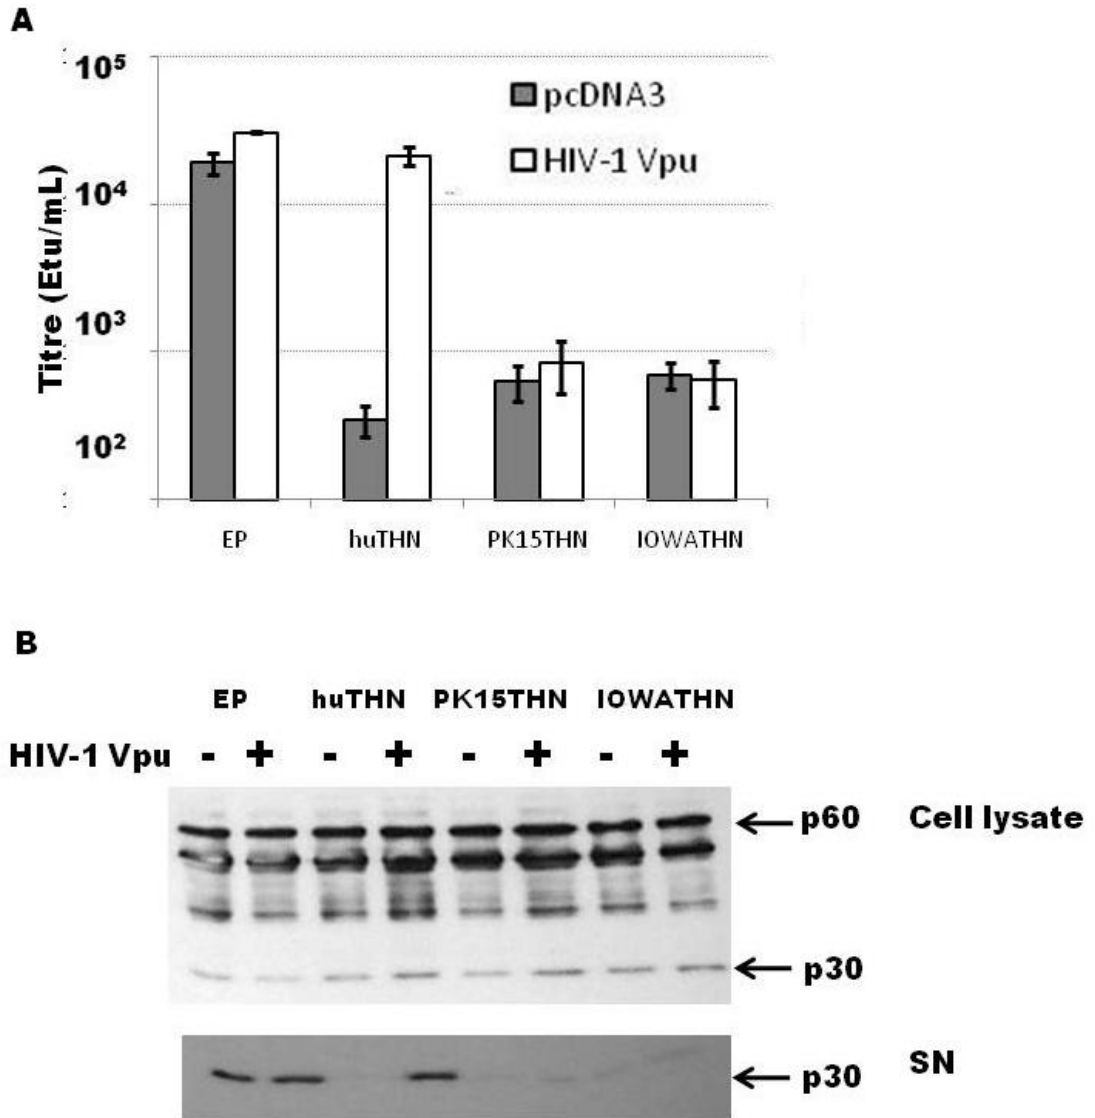 A
10⁵
pcDNA3
HIV-1 Vpu
10⁴
10³
10²
Titre (Etu/mL)
EP huTHN PK15THN IOWATHN
B
EP huTHN PK15THN IOWATHN
HIV-1 Vpu - + - + - + - +
p60 Cell lysate
p30
p30 SN